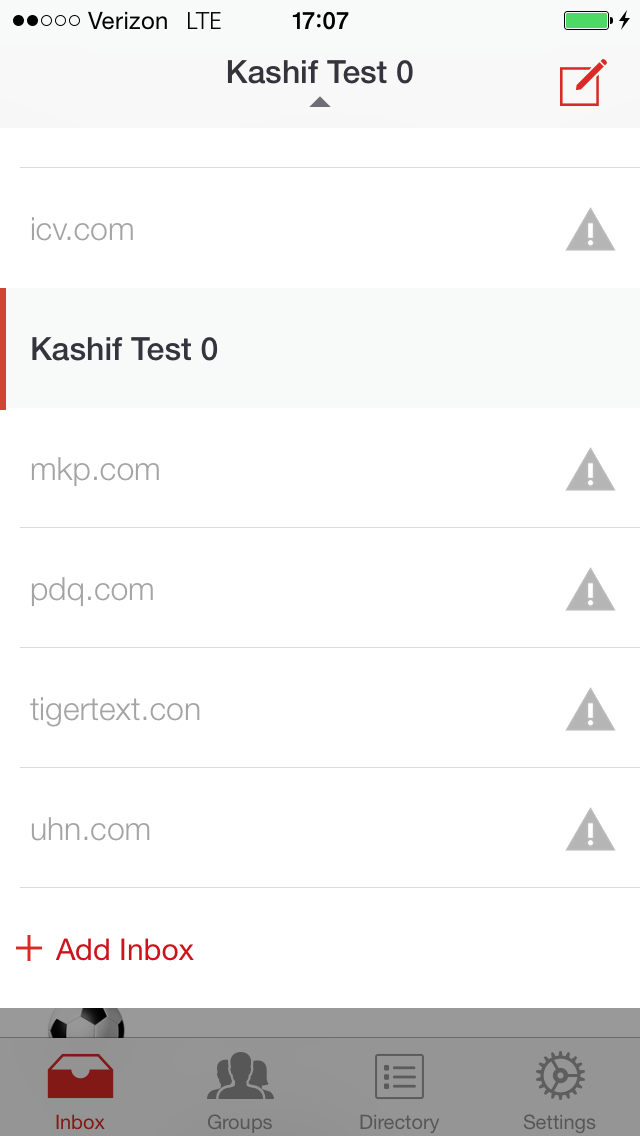 Verizon LTE 17:07
Kashif Test 0
icv.com
Kashif Test 0
mkp.com
pdq.com
tigertext.con
uhn.com
+ Add Inbox
Inbox Groups Directory Settings